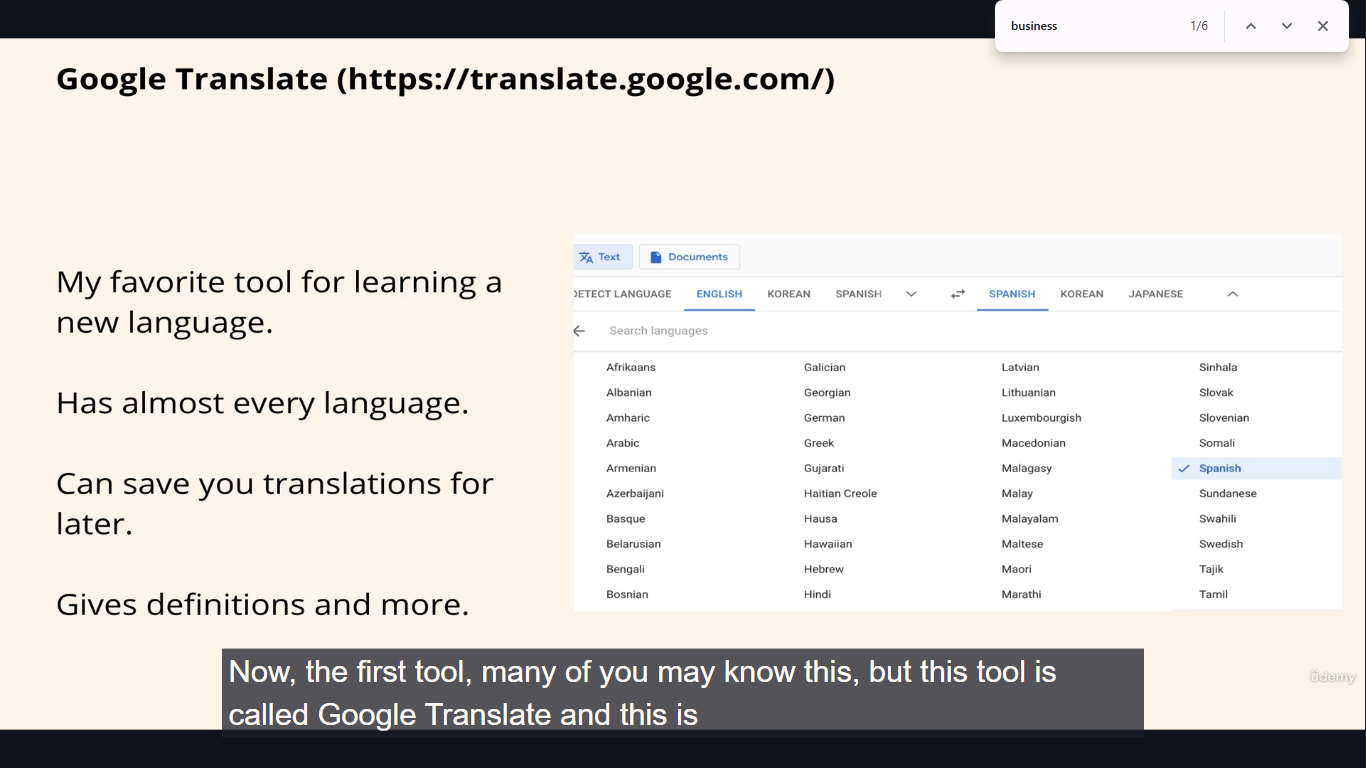 business 1/6
Google Translate (https://translate.google.com/)
My favorite tool for learning a
new language.
Has almost every language.
Can save you translations for
later.
Gives definitions and more.
Text Documents
DETECT LANGUAGE ENGLISH KOREAN SPANISH SPANISH KOREAN JAPANESE
Search languages
Afrikaans Galician Latvian Sinhala
Albanian Georgian Lithuanian Slovak
Amharic German Luxembourgish Slovenian
Arabic Greek Macedonian Somali
Armenian Gujarati Malagasy Spanish
Azerbaijani Haitian Creole Malay Sundanese
Basque Hausa Malayalam Swahili
Belarusian Hawaiian Maltese Swedish
Bengali Hebrew Maori Tajik
Bosnian Hindi Marathi Tamil
Now, the first tool, many of you may know this, but this tool is
called Google Translate and this is
ûdemy